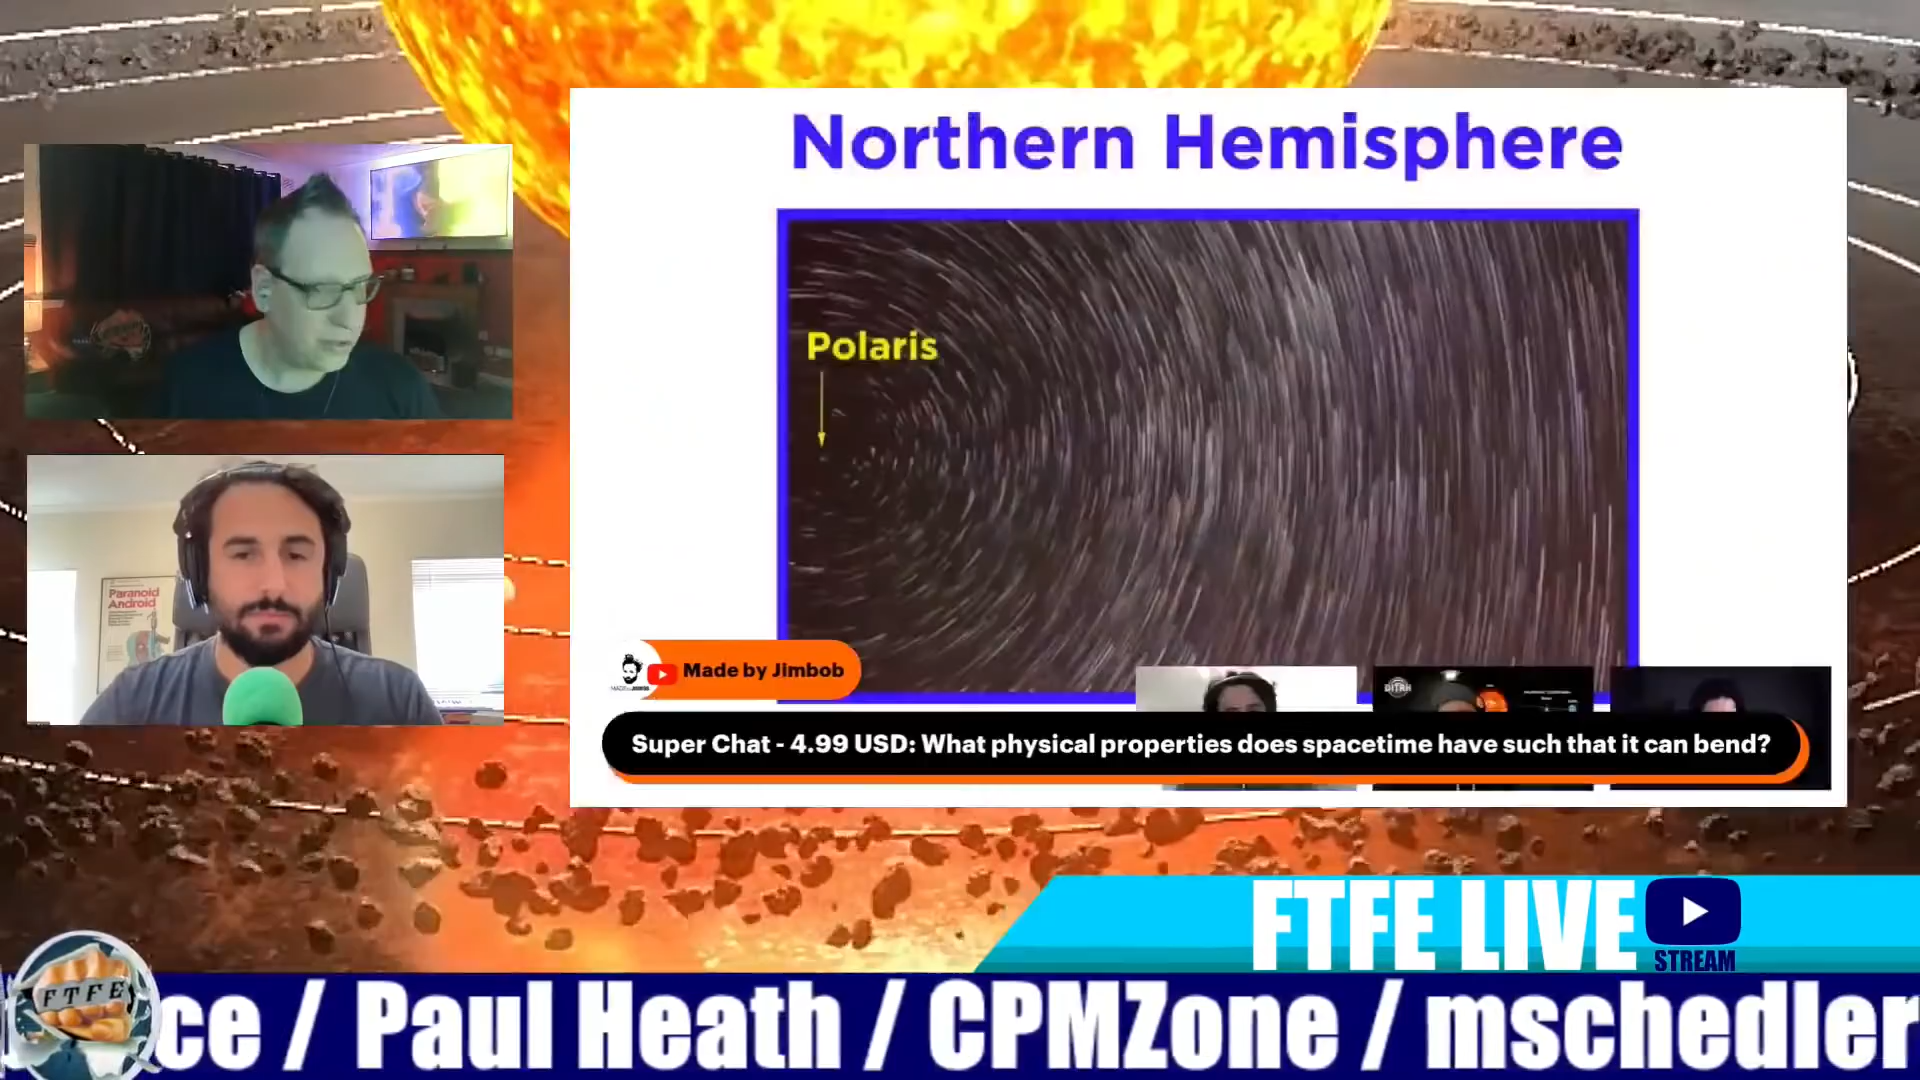 Northern Hemisphere
Polaris
Paranoid
Android
Made by Jimbob
DITRH
Super Chat - 4.99 USD: What physical properties does spacetime have such that it can bend?
FTFE LIVE
STREAM
FTFE
ce / Paul Heath / CPMZone / mschedler